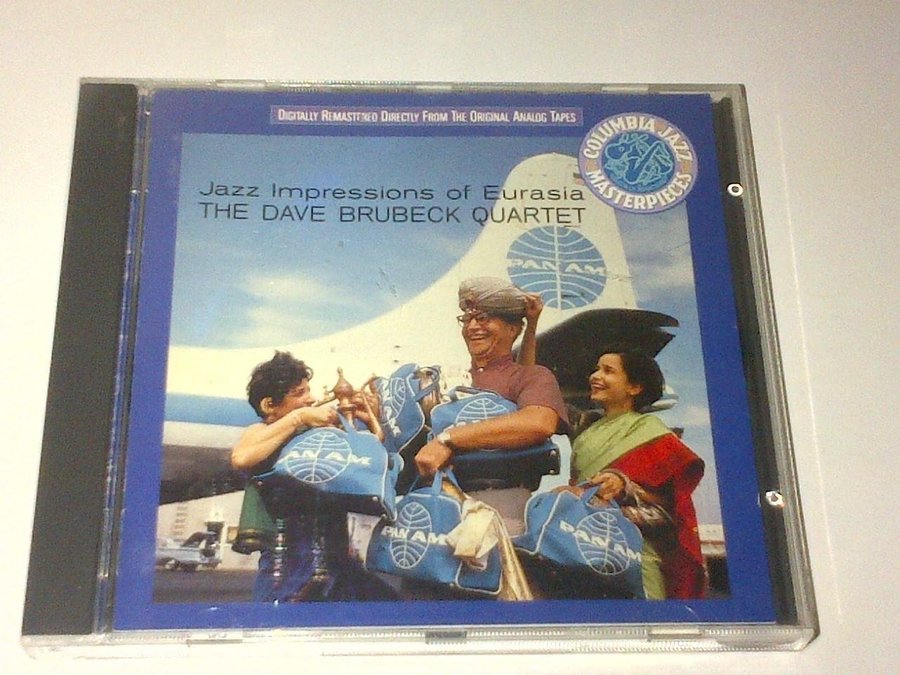 DIGITALLY REMASTERED DIRECTLY FROM THE ORIGINAL ANALOG TAPES
COLUMBIA JAZZ
MASTERPIECES
Jazz Impressions of Eurasia
THE DAVE BRUBECK QUARTET
PAN AM
PAN AM
PAN AM
PAN AM